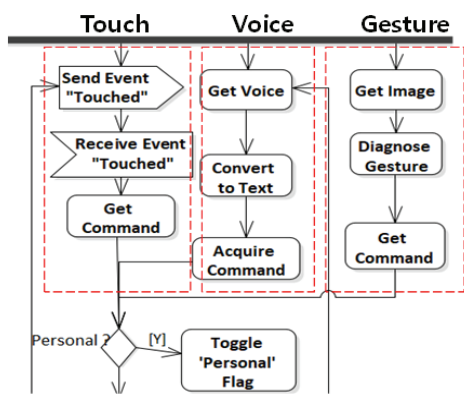 Touch
Voice
Gesture
Send Event
"Touched"
Receive Event
"Touched"
Get
Command
Get Voice
Convert
to Text
Acquire
Command
Get Image
Diagnose
Gesture
Get
Command
Personal ?
[Y]
Toggle
'Personal'
Flag